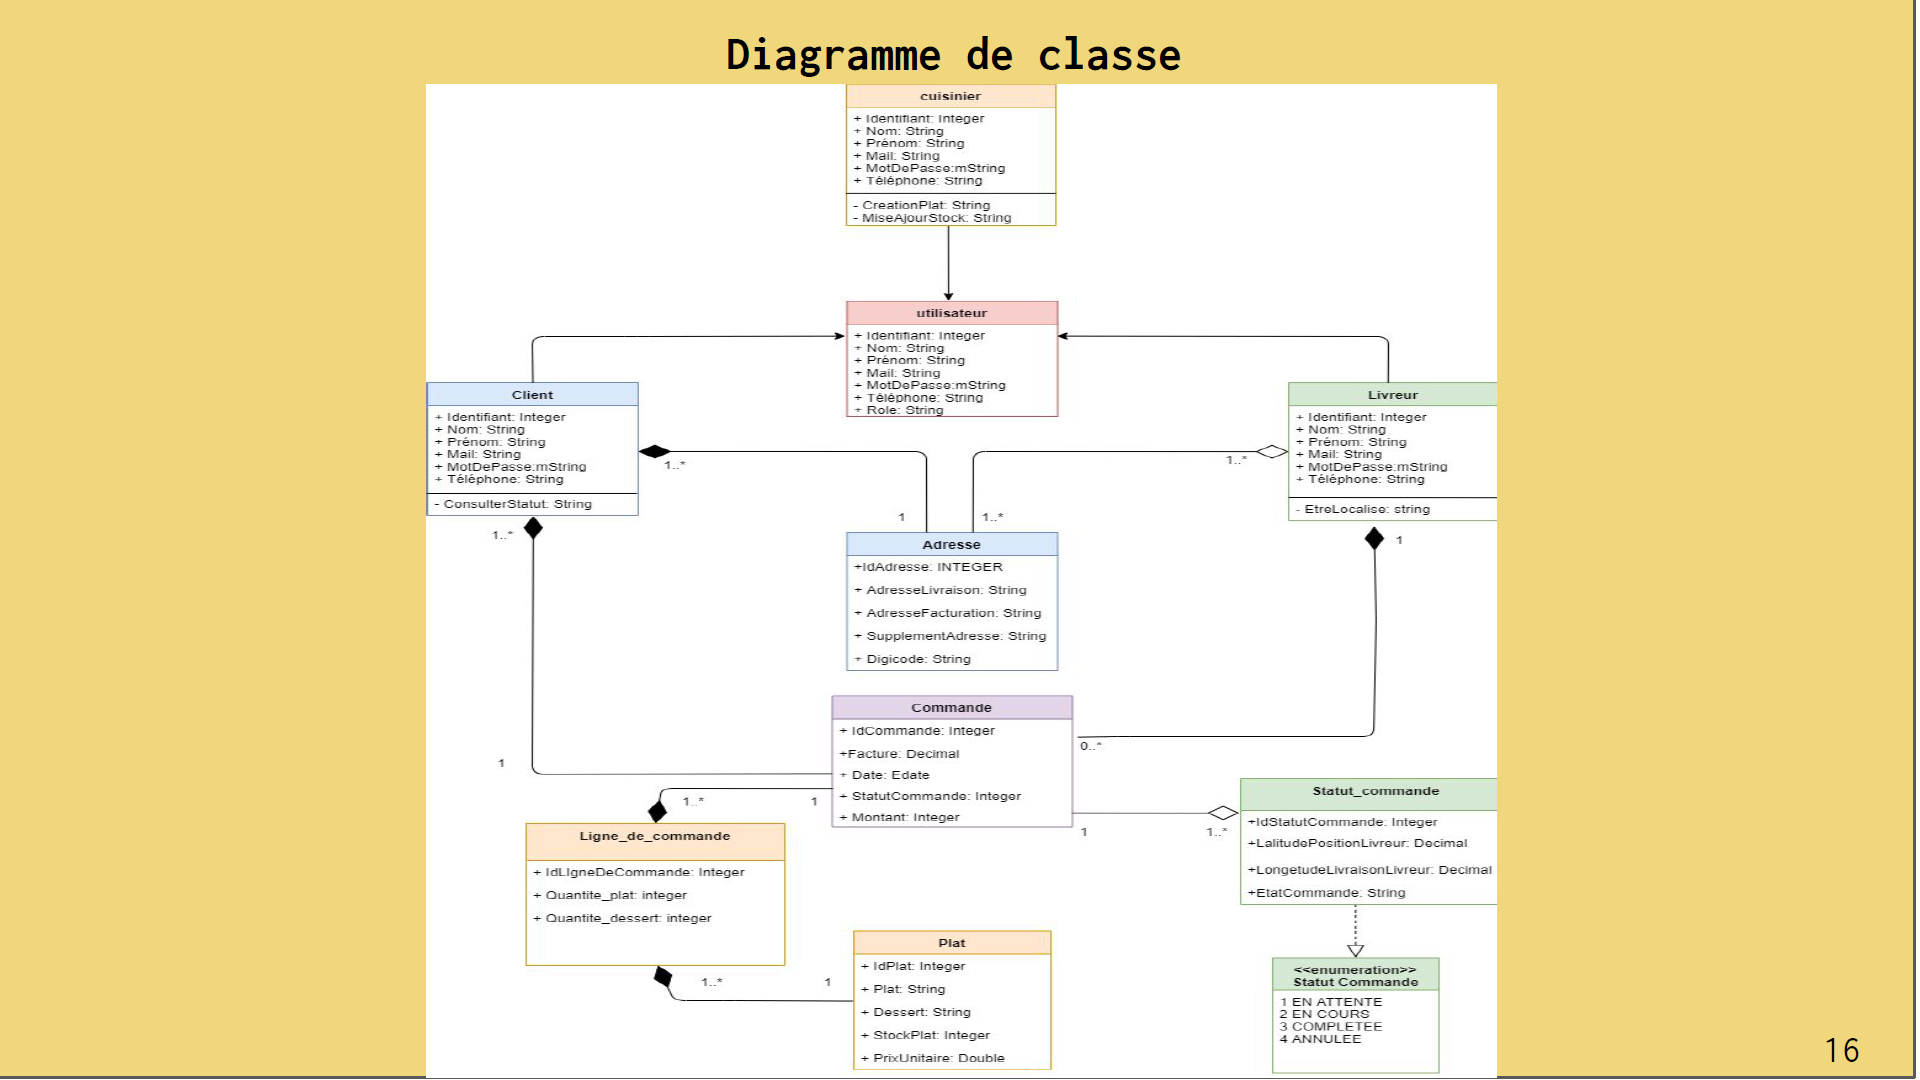 Diagramme de classe
cuisinier
+ Identifiant: Integer
+ Nom: String
+ Prénom: String
+ Mail: String
+ MotDePasse:mString
+ Téléphone: String
- CreationPlat: String
- MiseAjourStock: String
utilisateur
+ Identifiant: Integer
+ Nom: String
+ Prénom: String
+ Mail: String
+ MotDePasse:mString
+ Téléphone: String
+ Role: String
Client
+ Identifiant: Integer
+ Nom: String
+ Prénom: String
+ Mail: String
+ MotDePasse:mString
+ Téléphone: String
- ConsulterStatut: String
Livreur
+ Identifiant: Integer
+ Nom: String
+ Prénom: String
+ Mail: String
+ MotDePasse:mString
+ Téléphone: String
- EtreLocalise: string
1..*
1..*
1
1..*
1..*
1
Adresse
+IdAdresse: INTEGER
+ AdresseLivraison: String
+ AdresseFacturation: String
+ SupplementAdresse: String
+ Digicode: String
Commande
+ IdCommande: Integer
+Facture: Decimal
+ Date: Edate
+ StatutCommande: Integer
+ Montant: Integer
0..*
1
1..*
1
1
1..*
Statut_commande
+IdStatutCommande: Integer
+LalitudePositionLivreur: Decimal
+LongetudeLivraisonLivreur: Decimal
+EtatCommande: String
Ligne_de_commande
+ IdLIgneDeCommande: Integer
+ Quantite_plat: integer
+ Quantite_dessert: integer
1..*
1
Plat
+ IdPlat: Integer
+ Plat: String
+ Dessert: String
+ StockPlat: Integer
+ PrixUnitaire: Double
<<enumeration>>
Statut Commande
1 EN ATTENTE
2 EN COURS
3 COMPLETEE
4 ANNULEE
16